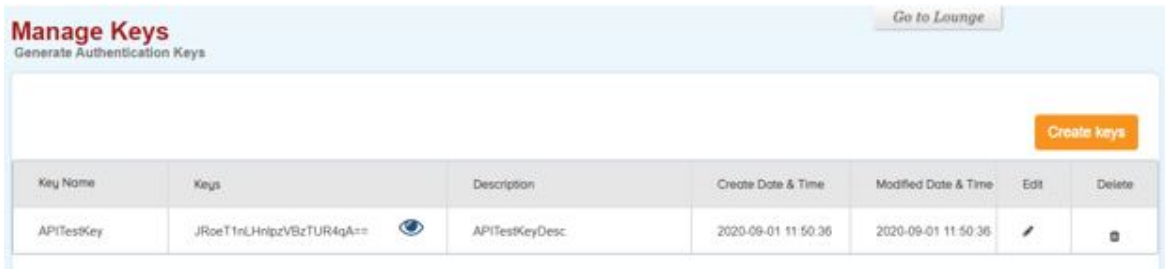 Go to Lounge
Manage Keys
Generate Authentication Keys
Create keys
Key Name Keys Description Create Date & Time Modified Date & Time Edit Delete
APITestKey JRoeT1nLHnlpzVBzTUR4qA== APITestKeyDesc 2020-09-01 11:50:36 2020-09-01 11:50:36